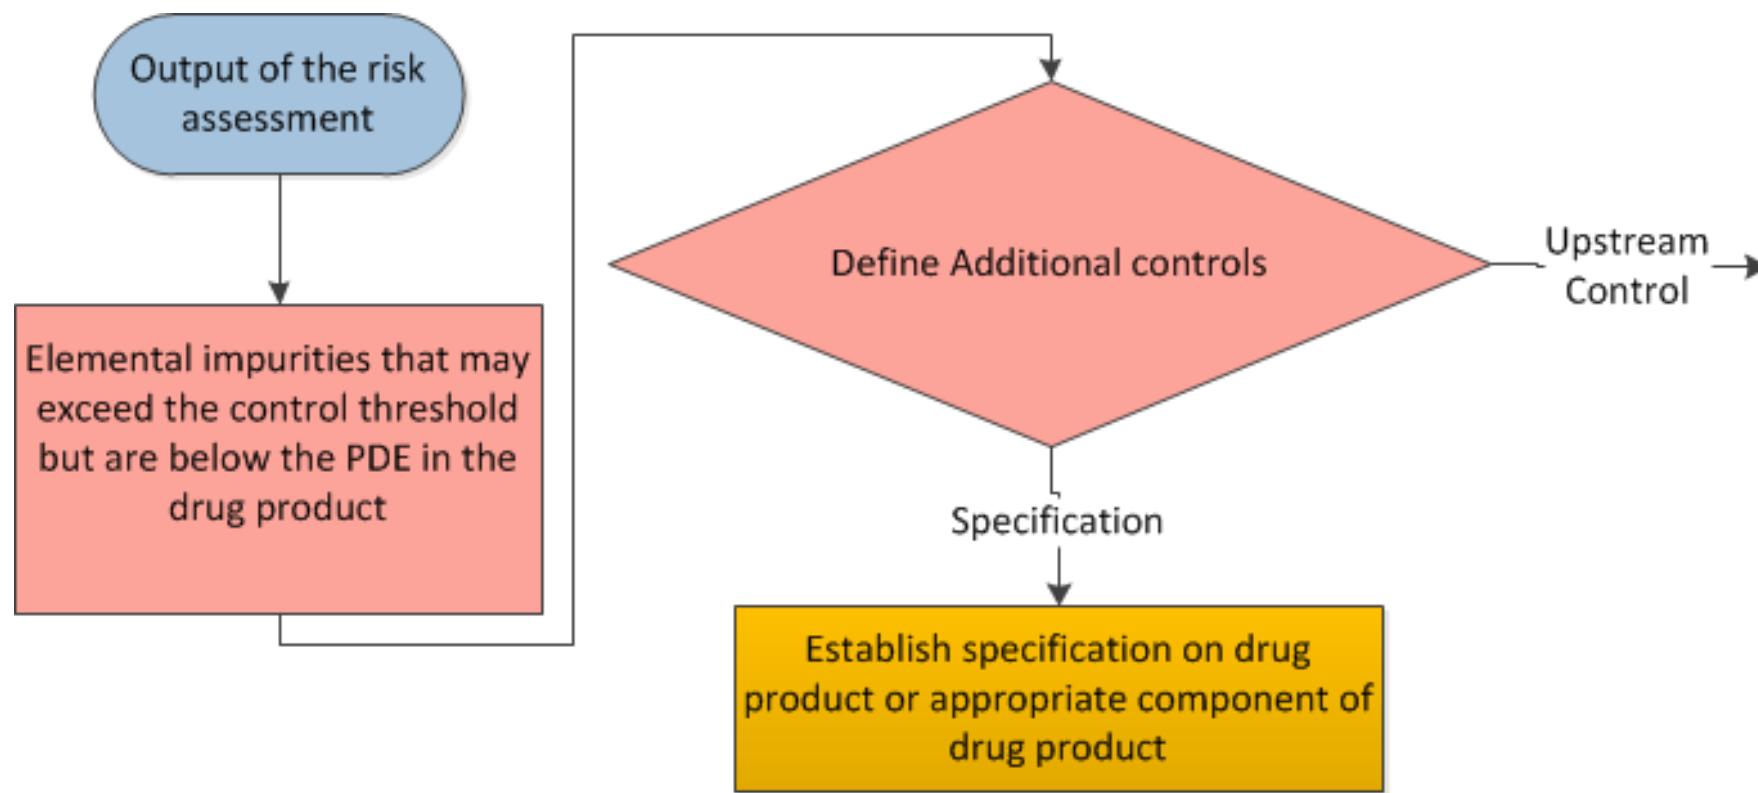 Output of the risk
assessment
Elemental impurities that may
exceed the control threshold
but are below the PDE in the
drug product
Define Additional controls
Upstream
Control
Specification
Establish specification on drug
product or appropriate component of
drug product